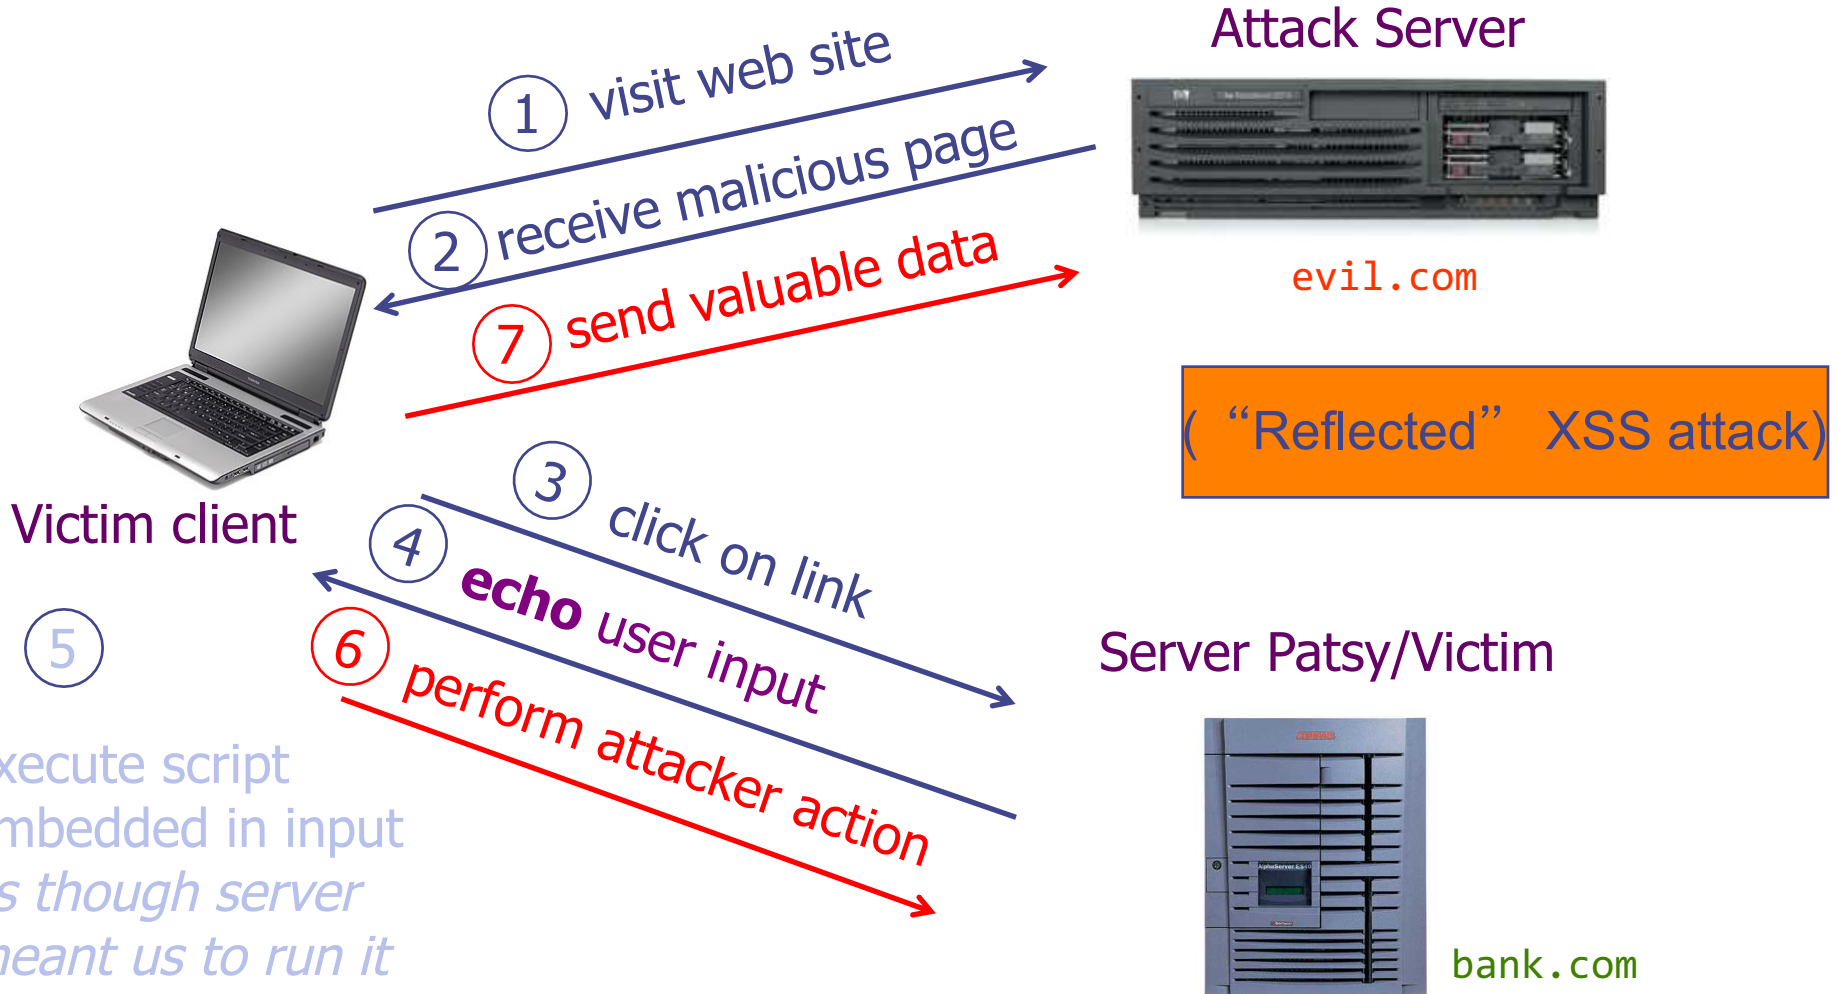 Attack Server
1 visit web site
2 receive malicious page
7 send valuable data
evil.com
(“Reflected” XSS attack)
Victim client
3 click on link
4 echo user input
5
6 perform attacker action
Server Patsy/Victim
xecute script
mbedded in input
s though server
neant us to run it
AlphaServer ES40
bank.com